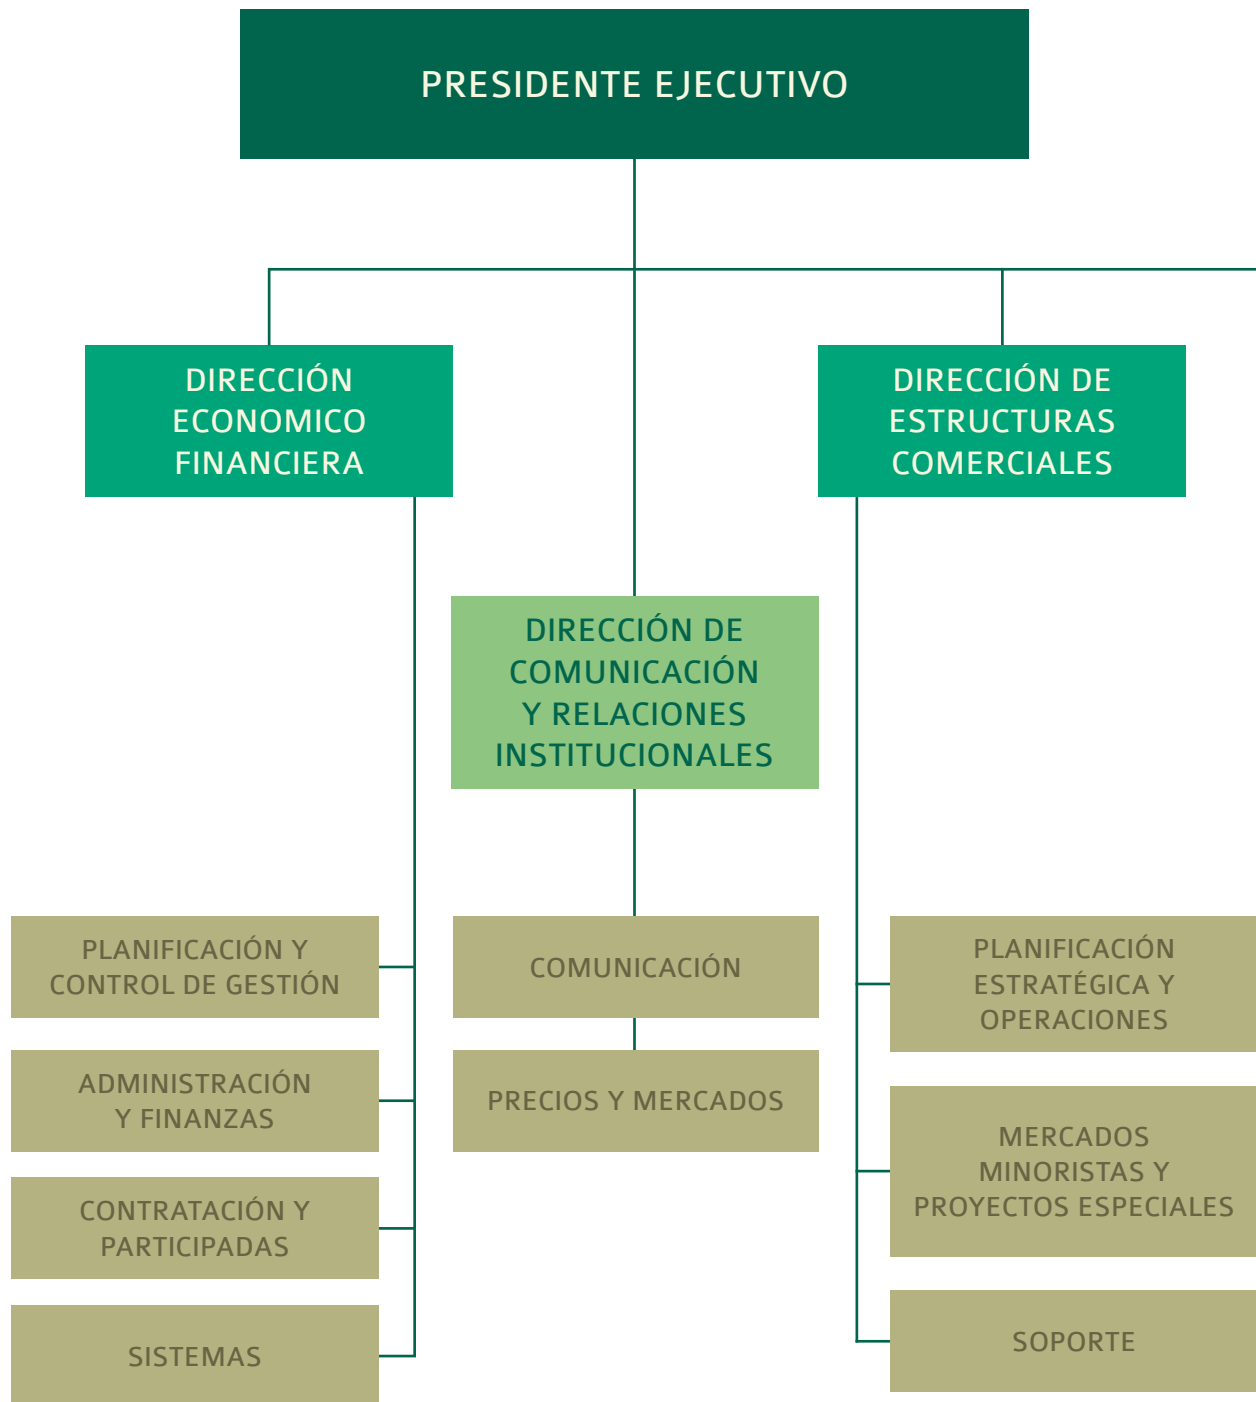 PRESIDENTE EJECUTIVO
DIRECCIÓN
ECONOMICO
FINANCIERA
DIRECCIÓN DE
ESTRUCTURAS
COMERCIALES
DIRECCIÓN DE
COMUNICACIÓN
Y RELACIONES
INSTITUCIONALES
PLANIFICACIÓN Y
CONTROL DE GESTIÓN
ADMINISTRACIÓN
Y FINANZAS
CONTRATACIÓN Y
PARTICIPADAS
SISTEMAS
COMUNICACIÓN
PRECIOS Y MERCADOS
PLANIFICACIÓN
ESTRATÉGICA Y
OPERACIONES
MERCADOS
MINORISTAS Y
PROYECTOS ESPECIALES
SOPORTE